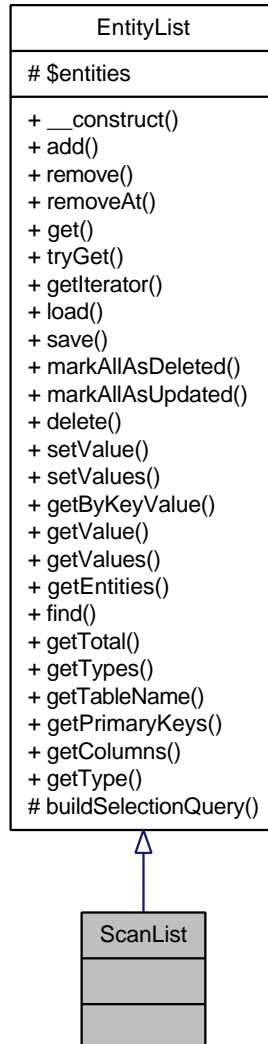 EntityList
# $entities
+ __construct()
+ add()
+ remove()
+ removeAt()
+ get()
+ tryGet()
+ getIterator()
+ load()
+ save()
+ markAllAsDeleted()
+ markAllAsUpdated()
+ delete()
+ setValue()
+ setValues()
+ getByKeyValue()
+ getValue()
+ getValues()
+ getEntities()
+ find()
+ getTotal()
+ getTypes()
+ getTableName()
+ getPrimaryKeys()
+ getColumns()
+ getType()
# buildSelectionQuery()
ScanList